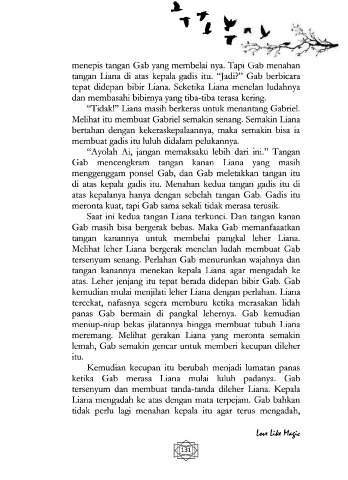 menepis tangan Gab yang membelai nya. Tapi Gab menahan
tangan Liana di atas kepala gadis itu. “Jadi?” Gab berbicara
tepat didepan bibir Liana. Seketika Liana menelan ludahnya
dan membasahi bibirnya yang tiba-tiba terasa kering.
“Tidak!” Liana masih berkeras untuk menantang Gabriel.
Melihat itu membuat Gabriel semakin senang. Semakin Liana
bertahan dengan kekeraskepalaannya, maka semakin bisa ia
membuat gadis itu luluh didalam pelukannya.
“Ayolah Ai, jangan memaksaku lebih dari ini.” Tangan
Gab mencengkram tangan kanan Liana yang masih
menggenggam ponsel Gab, dan Gab meletakkan tangan itu
di atas kepala gadis itu. Menahan kedua tangan gadis itu di
atas kepalanya hanya dengan sebelah tangan Gab. Gadis itu
meronta kuat, tapi Gab sama sekali tidak merasa terusik.
Saat ini kedua tangan Liana terkunci. Dan tangan kanan
Gab masih bisa bergerak bebas. Maka Gab memanfaatkan
tangan kanannya untuk membelai pangkal leher Liana.
Melihat leher Liana bergerak menelan ludah membuat Gab
tersenyum senang. Perlahan Gab menurunkan wajahnya dan
tangan kanannya menekan kepala Liana agar mengadah ke
atas. Leher jenjang itu tepat berada didepan bibir Gab. Gab
kemudian mulai menjilati leher Liana dengan perlahan. Liana
tercekat, nafasnya segera memburu ketika merasakan lidah
panas Gab bermain di pangkal lehernya. Gab kemudian
meniup-niup bekas jilatannya hingga membuat tubuh Liana
meremang. Melihat gerakan Liana yang meronta semakin
lemah, Gab semakin gencar untuk memberi kecupan dileher
itu.
Kemudian kecupan itu berubah menjadi lumatan panas
ketika Gab merasa Liana mulai luluh padanya. Gab
tersenyum dan membuat tanda-tanda dileher Liana. Kepala
Liana mengadah ke atas dengan mata terpejam. Gab bahkan
tidak perlu lagi menahan kepala itu agar terus mengadah,
Love Like Magic
131